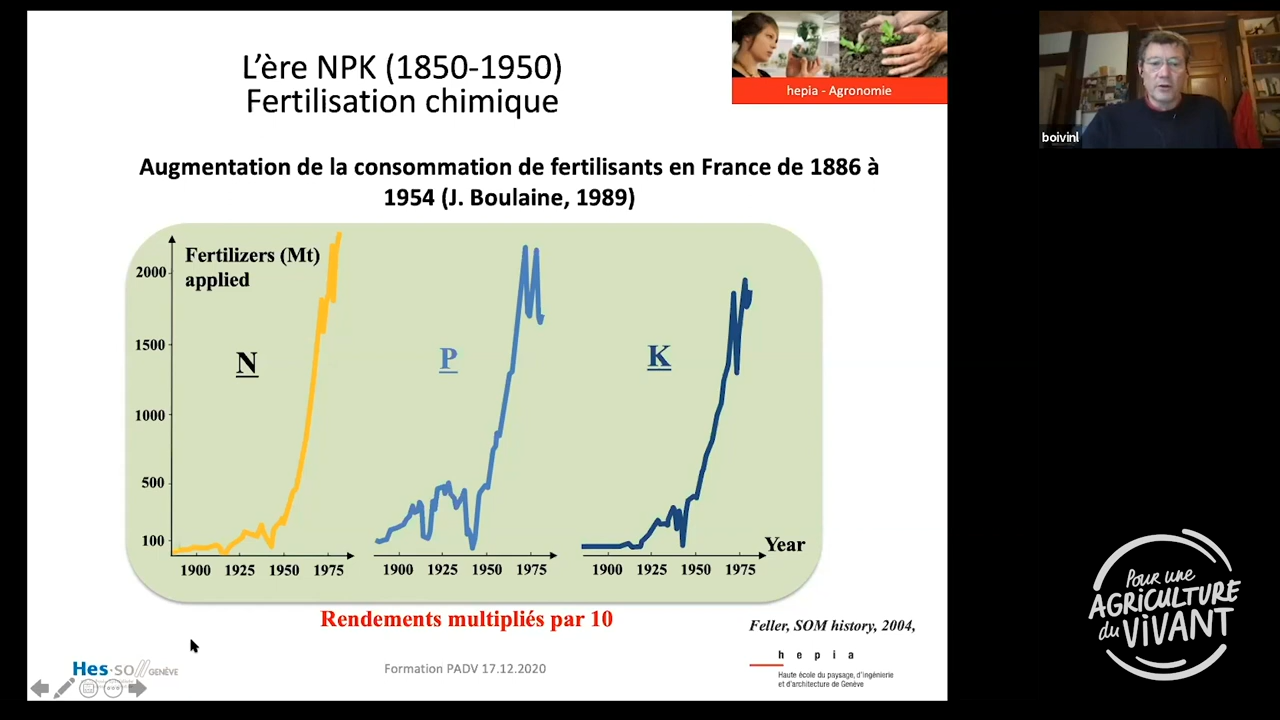 L'ère NPK (1850-1950)
Fertilisation chimique
hepia - Agronomie
boivinl
Augmentation de la consommation de fertilisants en France de 1886 à
1954 (J. Boulaine, 1989)
Fertilizers (Mt)
applied
2000
1500
1000
500
100
N
P
K
1900 1925 1950 1975
1900 1925 1950 1975
1900 1925 1950 1975
Year
Rendements multipliés par 10
Feller, SOM history, 2004,
Hes·so// GENÈVE
Formation PADV 17.12.2020
h e p i a
Haute école du paysage, d'ingénierie
et d'architecture de Genève
Pour une
AGRICULTURE
du VIVANT